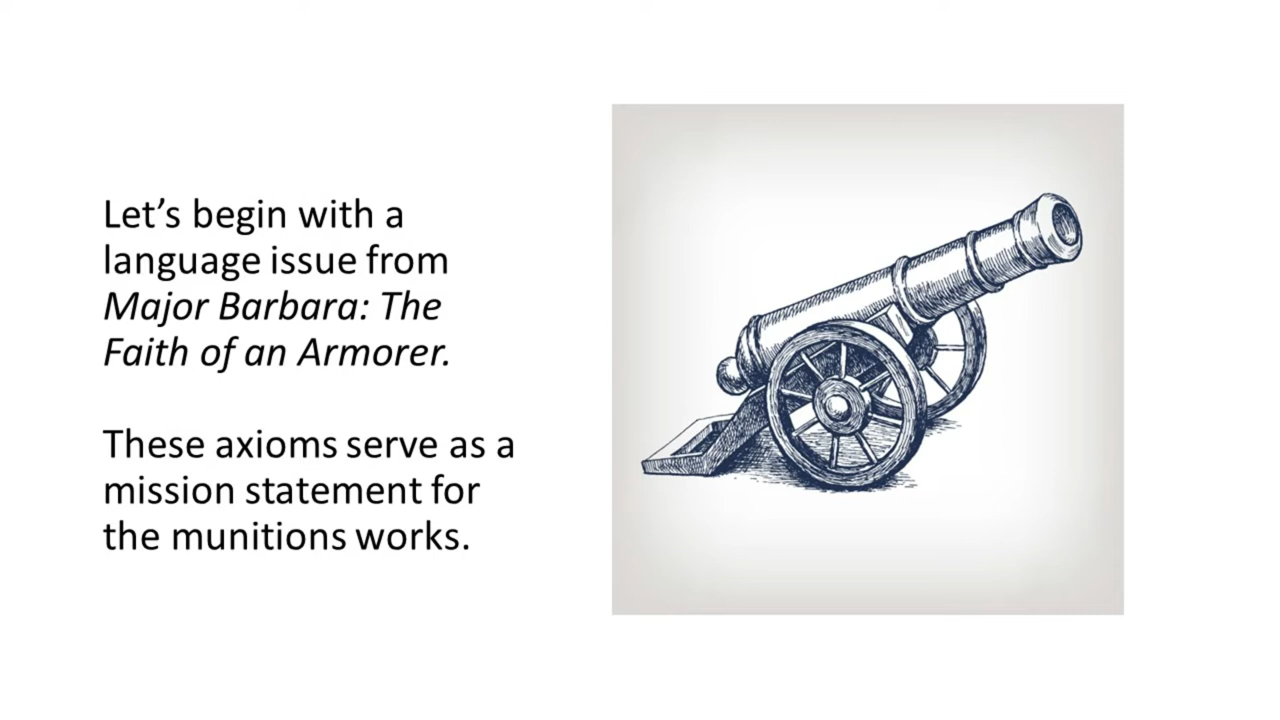 Let’s begin with a
language issue from
Major Barbara: The
Faith of an Armorer.
These axioms serve as a
mission statement for
the munitions works.